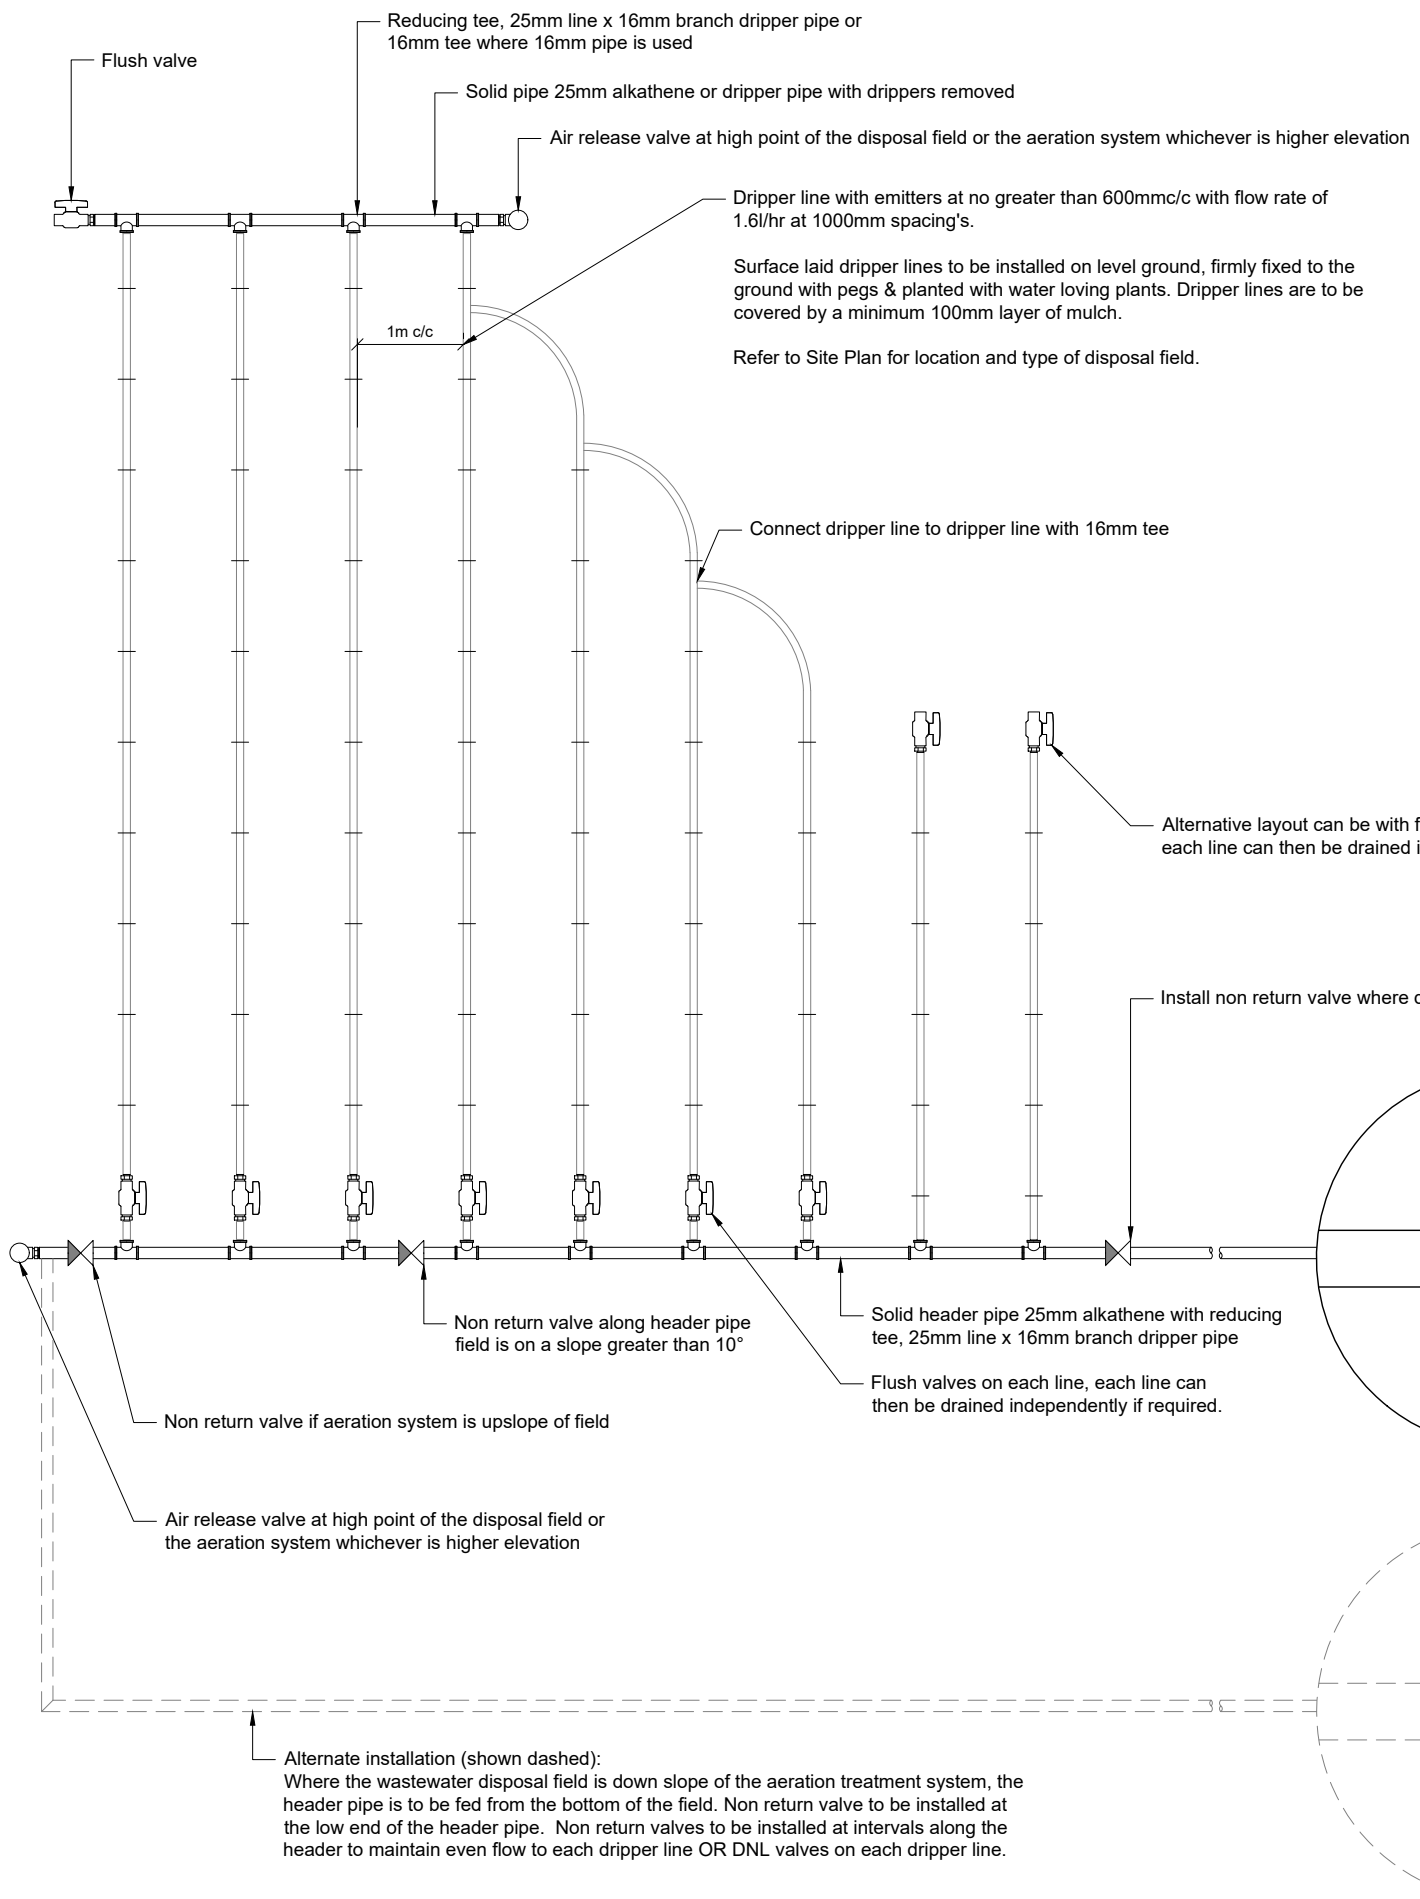 Reducing tee, 25mm line x 16mm branch dripper pipe or
16mm tee where 16mm pipe is used
Flush valve
Solid pipe 25mm alkathene or dripper pipe with drippers removed
Air release valve at high point of the disposal field or the aeration system whichever is higher elevation
Dripper line with emitters at no greater than 600mmc/c with flow rate of
1.6l/hr at 1000mm spacing's.
Surface laid dripper lines to be installed on level ground, firmly fixed to the
ground with pegs & planted with water loving plants. Dripper lines are to be
covered by a minimum 100mm layer of mulch.
1m c/c
Refer to Site Plan for location and type of disposal field.
Connect dripper line to dripper line with 16mm tee
Alternative layout can be with
each line can then be drained
Install non return valve where
Non return valve along header pipe
field is on a slope greater than 10°
Solid header pipe 25mm alkathene with reducing
tee, 25mm line x 16mm branch dripper pipe
Flush valves on each line, each line can
then be drained independently if required.
Non return valve if aeration system is upslope of field
Air release valve at high point of the disposal field or
the aeration system whichever is higher elevation
Alternate installation (shown dashed):
Where the wastewater disposal field is down slope of the aeration treatment system, the
header pipe is to be fed from the bottom of the field. Non return valve to be installed at
the low end of the header pipe.  Non return valves to be installed at intervals along the
header to maintain even flow to each dripper line OR DNL valves on each dripper line.